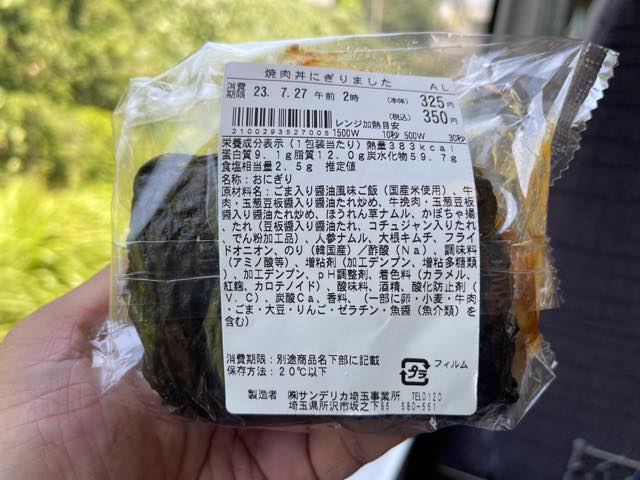 焼肉丼にぎりました AL
消費期限 23. 7.27 午前 2時 (本体) 325円
(税込) 350円
レンジ加熱目安
2100293527005 1500W 10秒 500W 30秒
栄養成分表示（1包装当たり）熱量383kcal
蛋白質9.1g脂質12.0g炭水化物59.7g
食塩相当量2.5g 推定値
名称：おにぎり
原材料名：ごま入り醤油風味ご飯（国産米使用）、牛
肉・玉葱豆板醤入り醤油たれ炒め、牛挽肉・玉葱豆板
醤入り醤油たれ炒め、ほうれん草ナムル、かぼちゃ揚
、たれ（豆板醤入り醤油たれ、コチュジャン入りたれ
、でん粉加工品）、人参ナムル、大根キムチ、フライ
ドオニオン、のり（韓国産）／酢酸（Na）、調味料
（アミノ酸等）、増粘剤（加工デンプン、増粘多糖類
）、加工デンプン、pH調整剤、着色料（カラメル、
紅麹、カロテノイド）、酸味料、酒精、酸化防止剤（
V.C）、炭酸Ca、香料、（一部に卵・小麦・牛肉
・ごま・大豆・りんご・ゼラチン・魚醤（魚介類）を
含む）
消費期限：別途商品名下部に記載
保存方法：20℃以下
プラ フィルム
製造者 ㈱サンデリカ埼玉事業所 TEL0120
埼玉県所沢市坂之下85 580-551